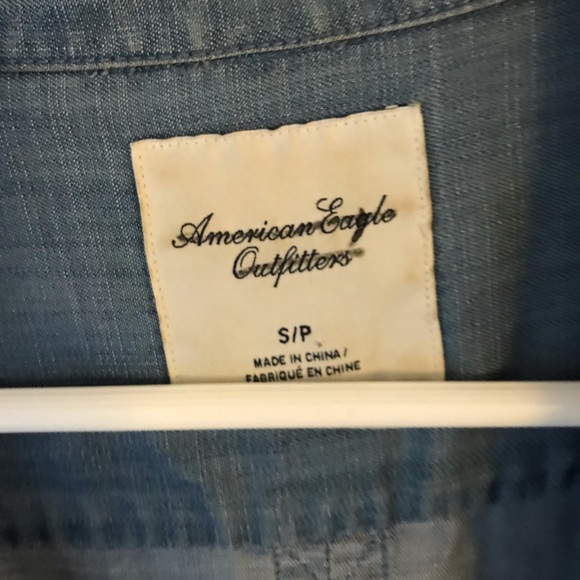 American Eagle
Outfitters
S/P
MADE IN CHINA /
FABRIQUÉ EN CHINE